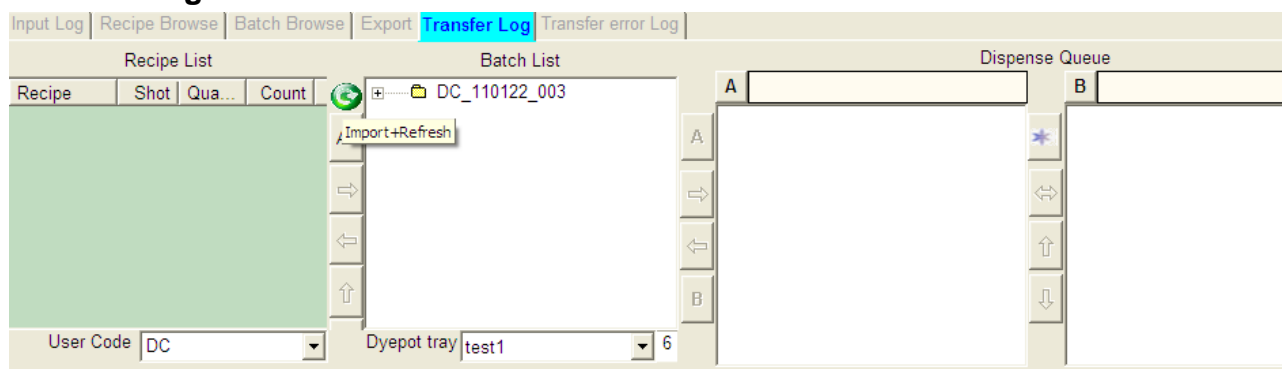 Input Log Recipe Browse Batch Browse Export Transfer Log Transfer error Log
Recipe List Batch List Dispense Queue
Recipe Shot Qua... Count DC_110122_003 A B
Import+Refresh
A
B
User Code DC Dyepot tray test1 6